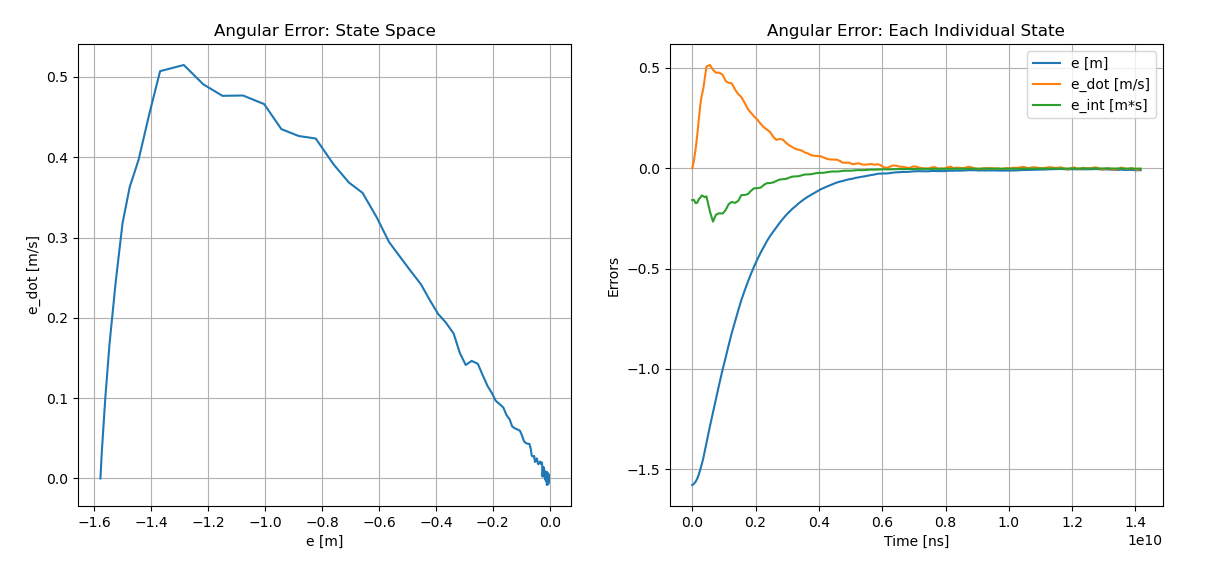 Angular Error: State Space
e_dot [m/s]
0.5
0.4
0.3
0.2
0.1
0.0
−1.6 −1.4 −1.2 −1.0 −0.8 −0.6 −0.4 −0.2 0.0
e [m]
Angular Error: Each Individual State
Errors
0.5
0.0
−0.5
−1.0
−1.5
e [m]
e_dot [m/s]
e_int [m*s]
0.0 0.2 0.4 0.6 0.8 1.0 1.2 1.4
1e10
Time [ns]